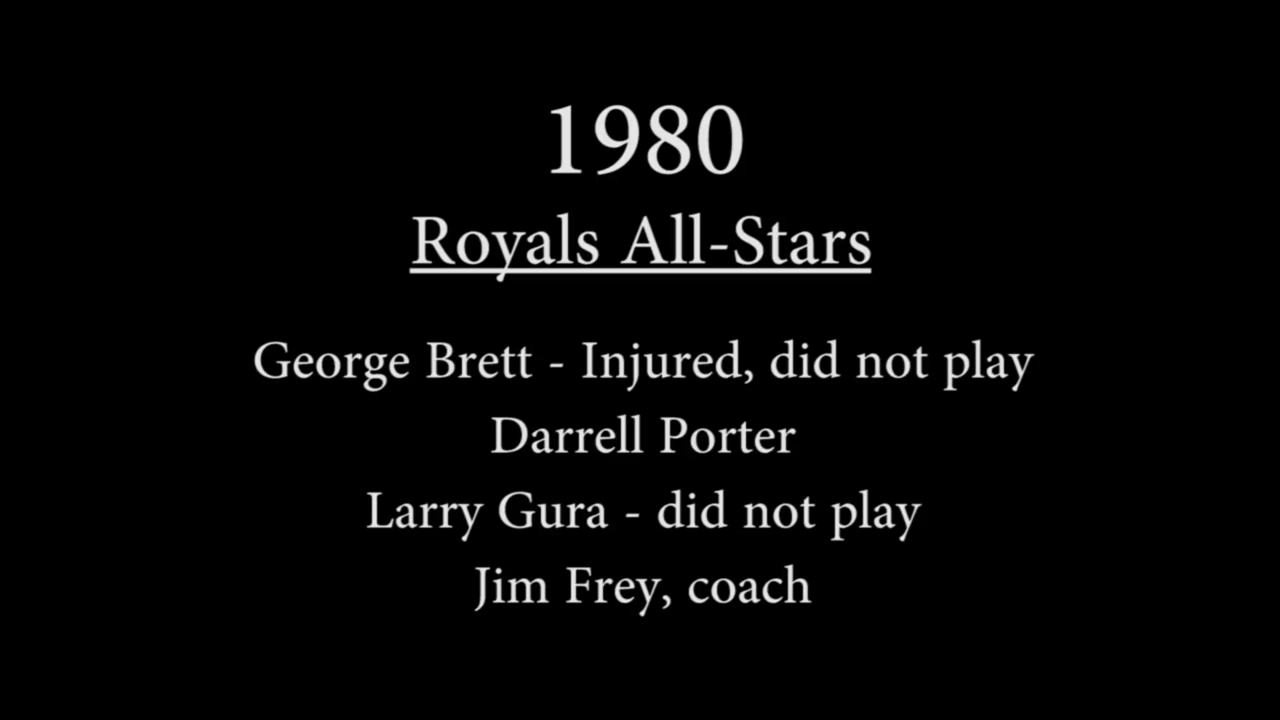 1980
Royals All-Stars
George Brett - Injured, did not play
Darrell Porter
Larry Gura - did not play
Jim Frey, coach